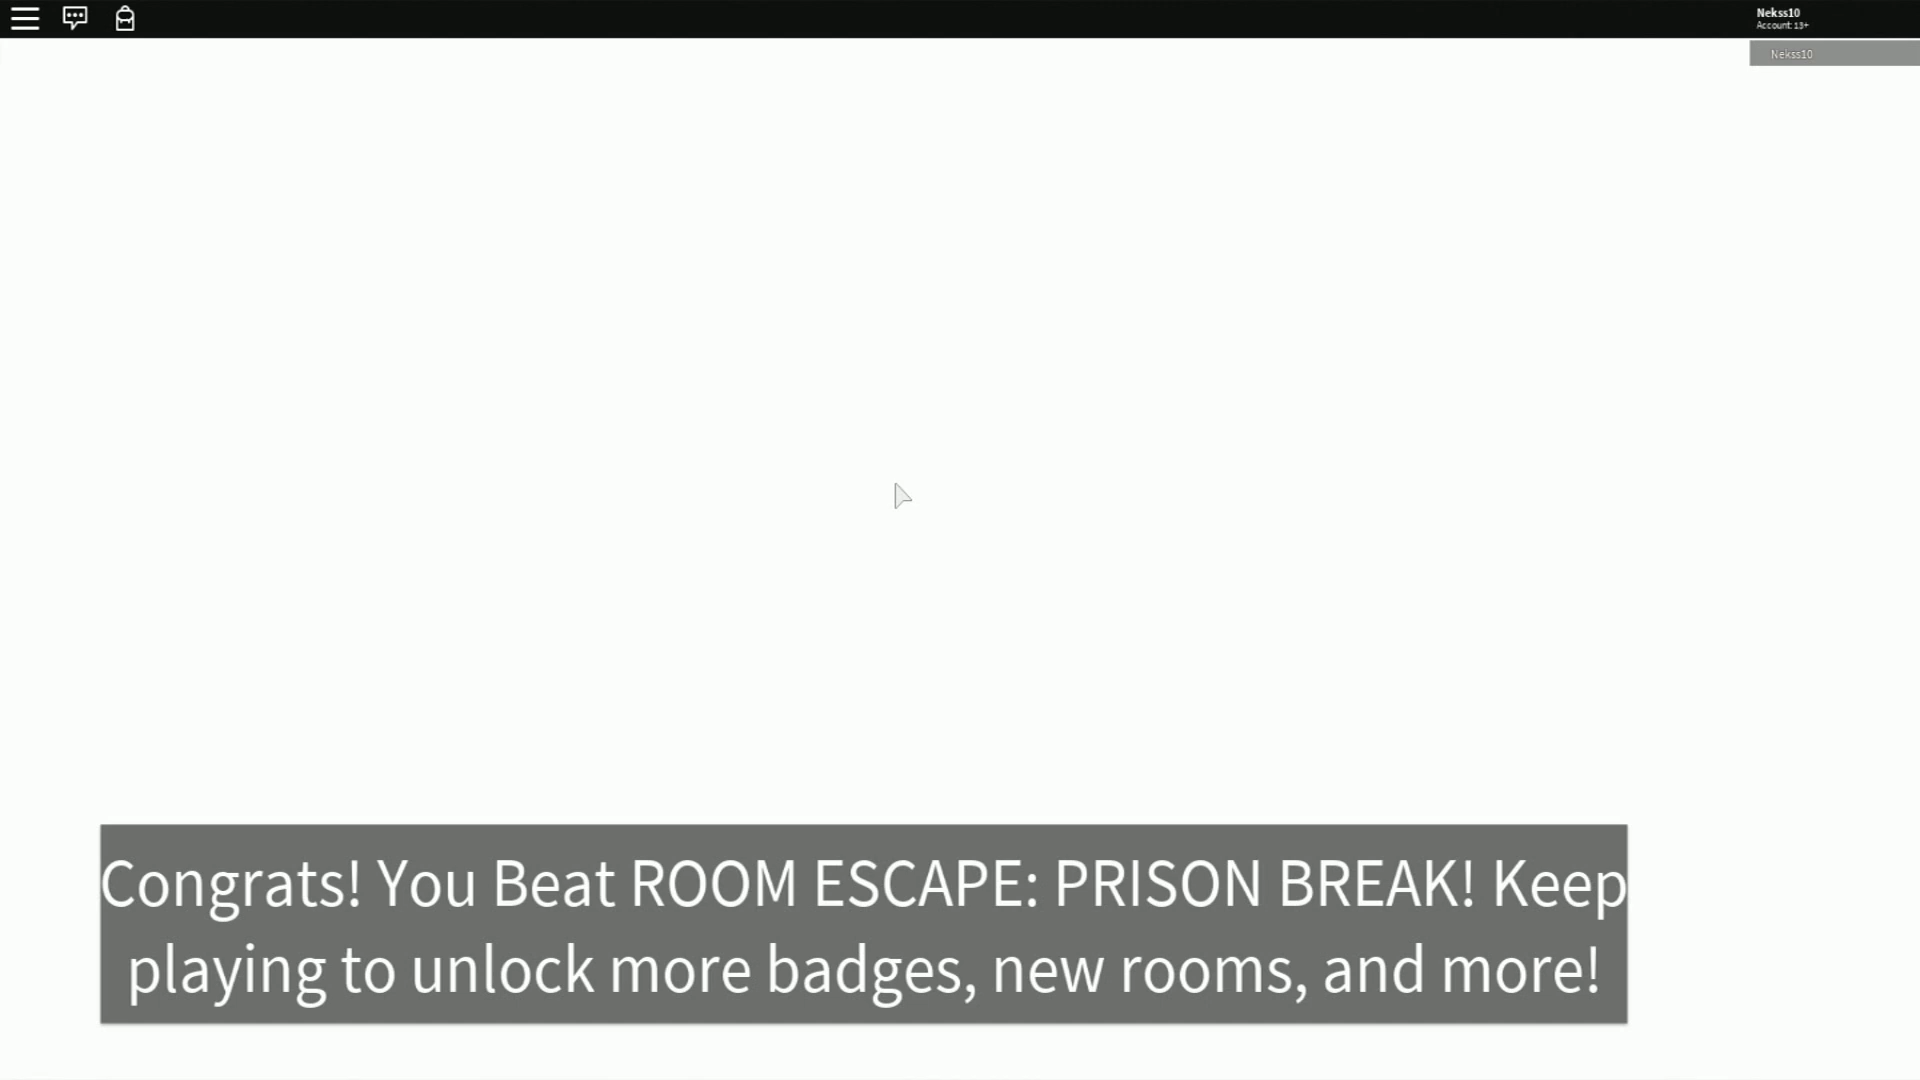 Nekss10
Account: 13+
Nekss10
Congrats! You Beat ROOM ESCAPE: PRISON BREAK! Keep
playing to unlock more badges, new rooms, and more!